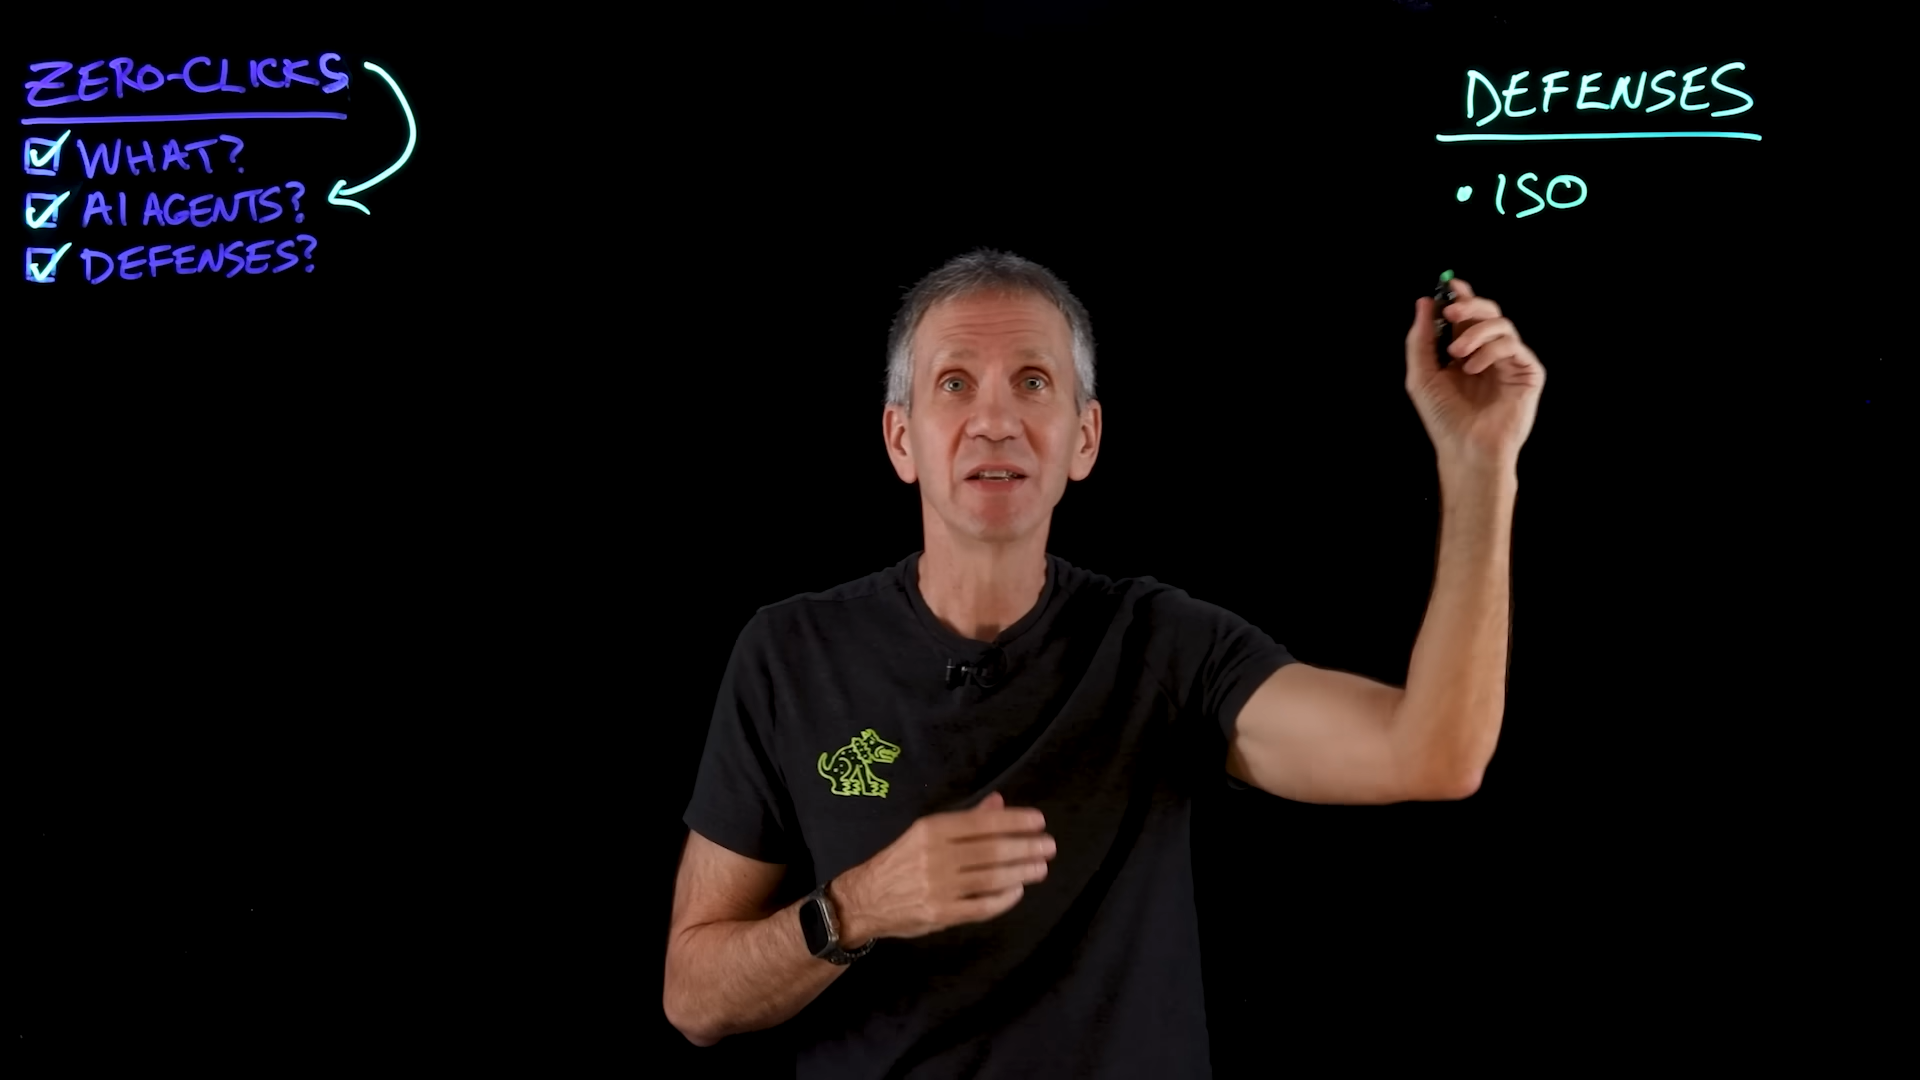 ZERO-CLICKS
WHAT?
AI AGENTS?
DEFENSES?
DEFENSES
• ISO